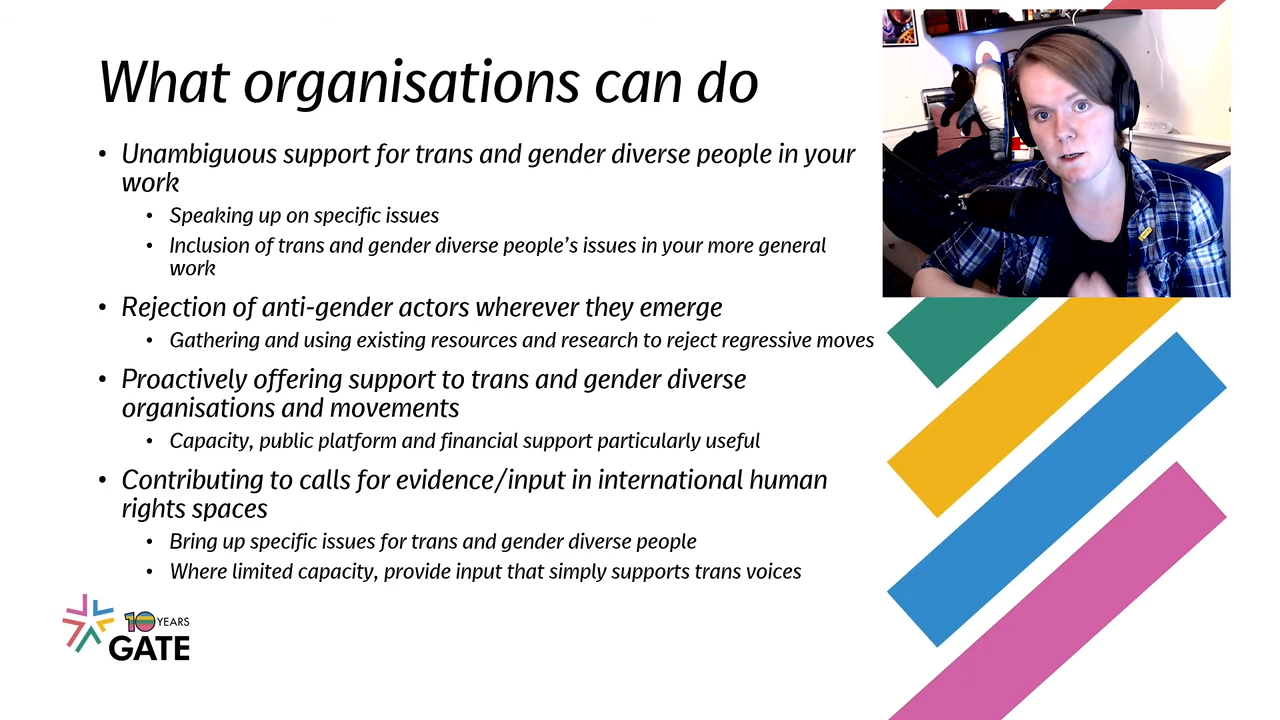 What organisations can do
• Unambiguous support for trans and gender diverse people in your
work
• Speaking up on specific issues
• Inclusion of trans and gender diverse people's issues in your more general
work
• Rejection of anti-gender actors wherever they emerge
• Gathering and using existing resources and research to reject regressive moves
• Proactively offering support to trans and gender diverse
organisations and movements
• Capacity, public platform and financial support particularly useful
• Contributing to calls for evidence/input in international human
rights spaces
• Bring up specific issues for trans and gender diverse people
• Where limited capacity, provide input that simply supports trans voices
10 YEARS
GATE